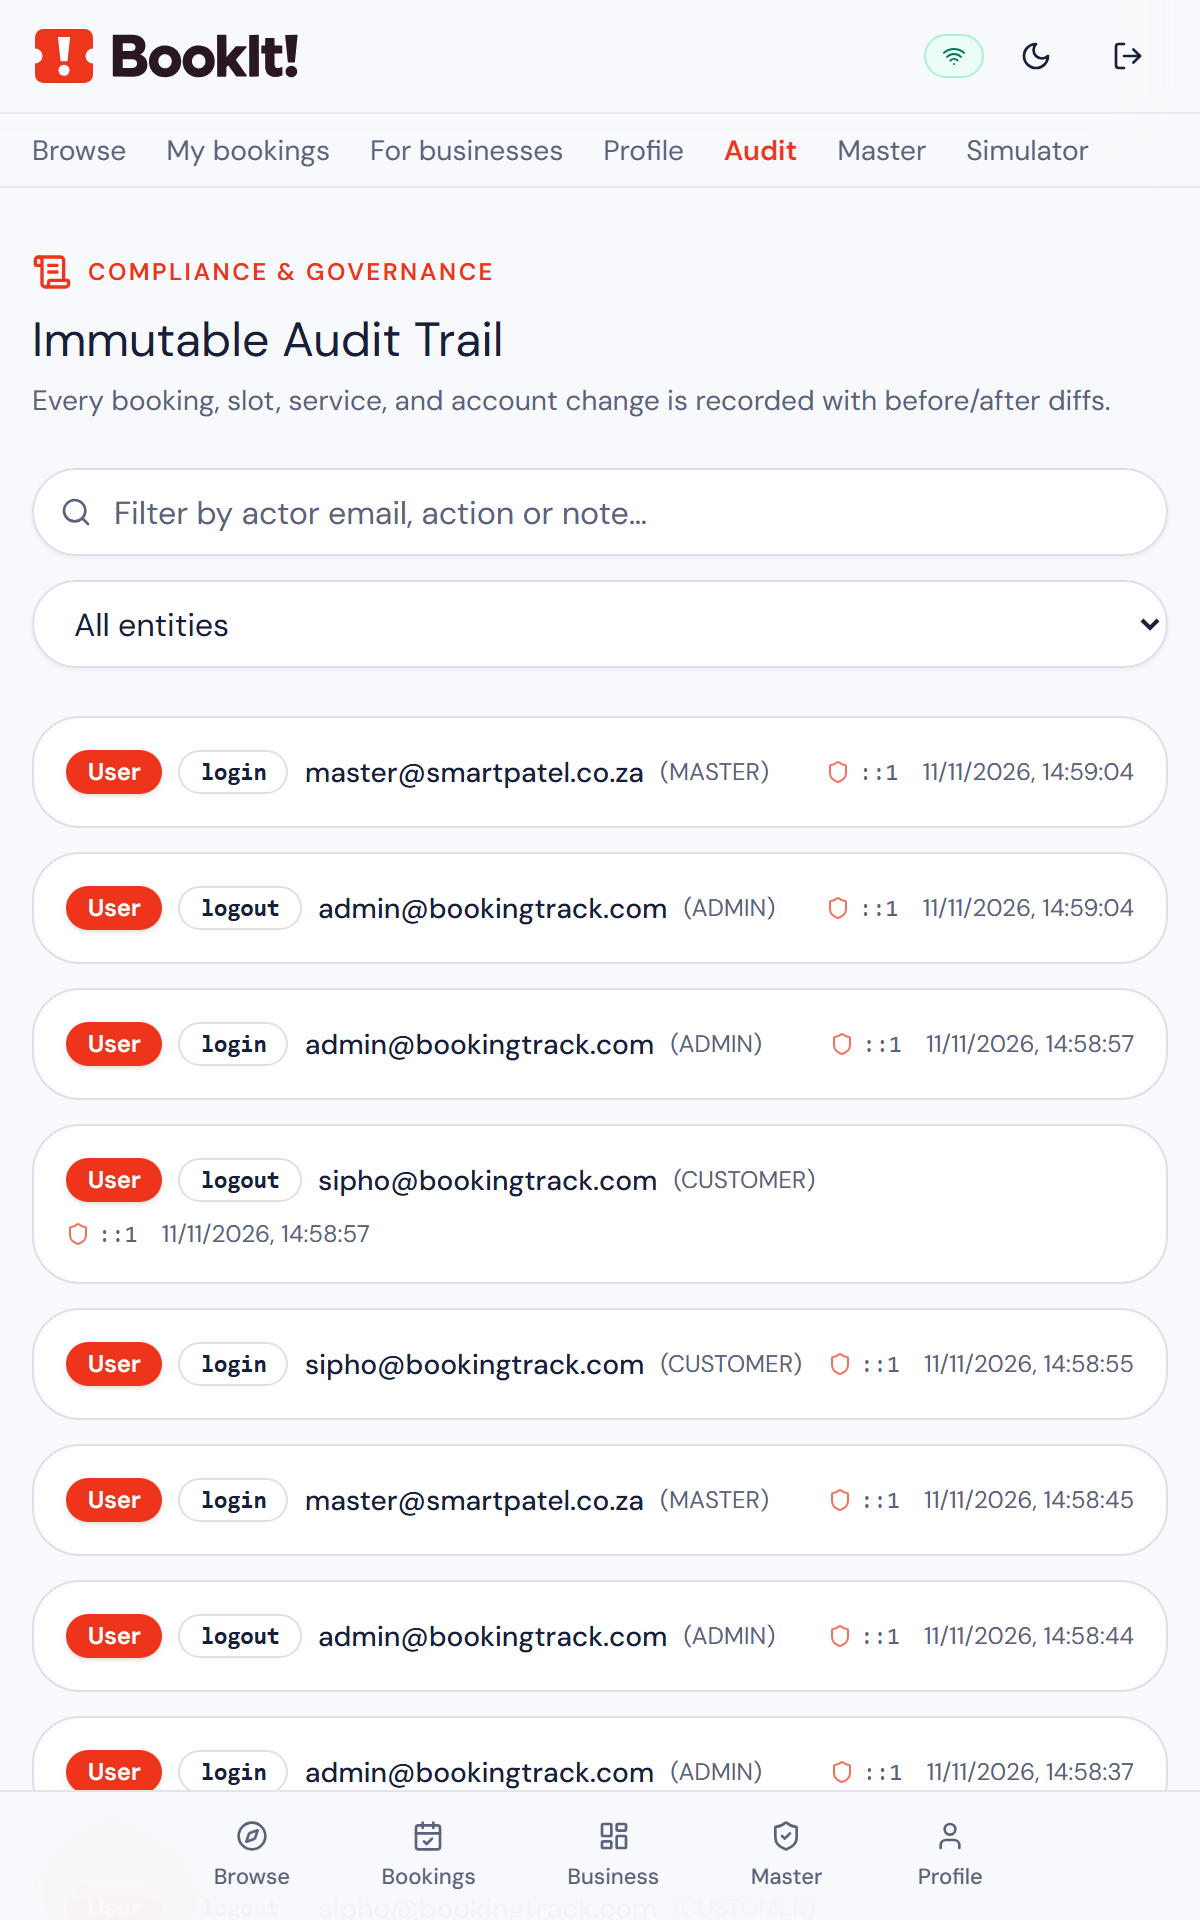 BookIt!
Browse My bookings For businesses Profile Audit Master Simulator
COMPLIANCE & GOVERNANCE
Immutable Audit Trail
Every booking, slot, service, and account change is recorded with before/after diffs.
Filter by actor email, action or note...
All entities
User login master@smartpatel.co.za (MASTER) ::1 11/11/2026, 14:59:04
User logout admin@bookingtrack.com (ADMIN) ::1 11/11/2026, 14:59:04
User login admin@bookingtrack.com (ADMIN) ::1 11/11/2026, 14:58:57
User logout sipho@bookingtrack.com (CUSTOMER)
::1 11/11/2026, 14:58:57
User login sipho@bookingtrack.com (CUSTOMER) ::1 11/11/2026, 14:58:55
User login master@smartpatel.co.za (MASTER) ::1 11/11/2026, 14:58:45
User logout admin@bookingtrack.com (ADMIN) ::1 11/11/2026, 14:58:44
User login admin@bookingtrack.com (ADMIN) ::1 11/11/2026, 14:58:37
Browse Bookings Business Master Profile
User logout sipho@bookingtrack.com (CUSTOMER)